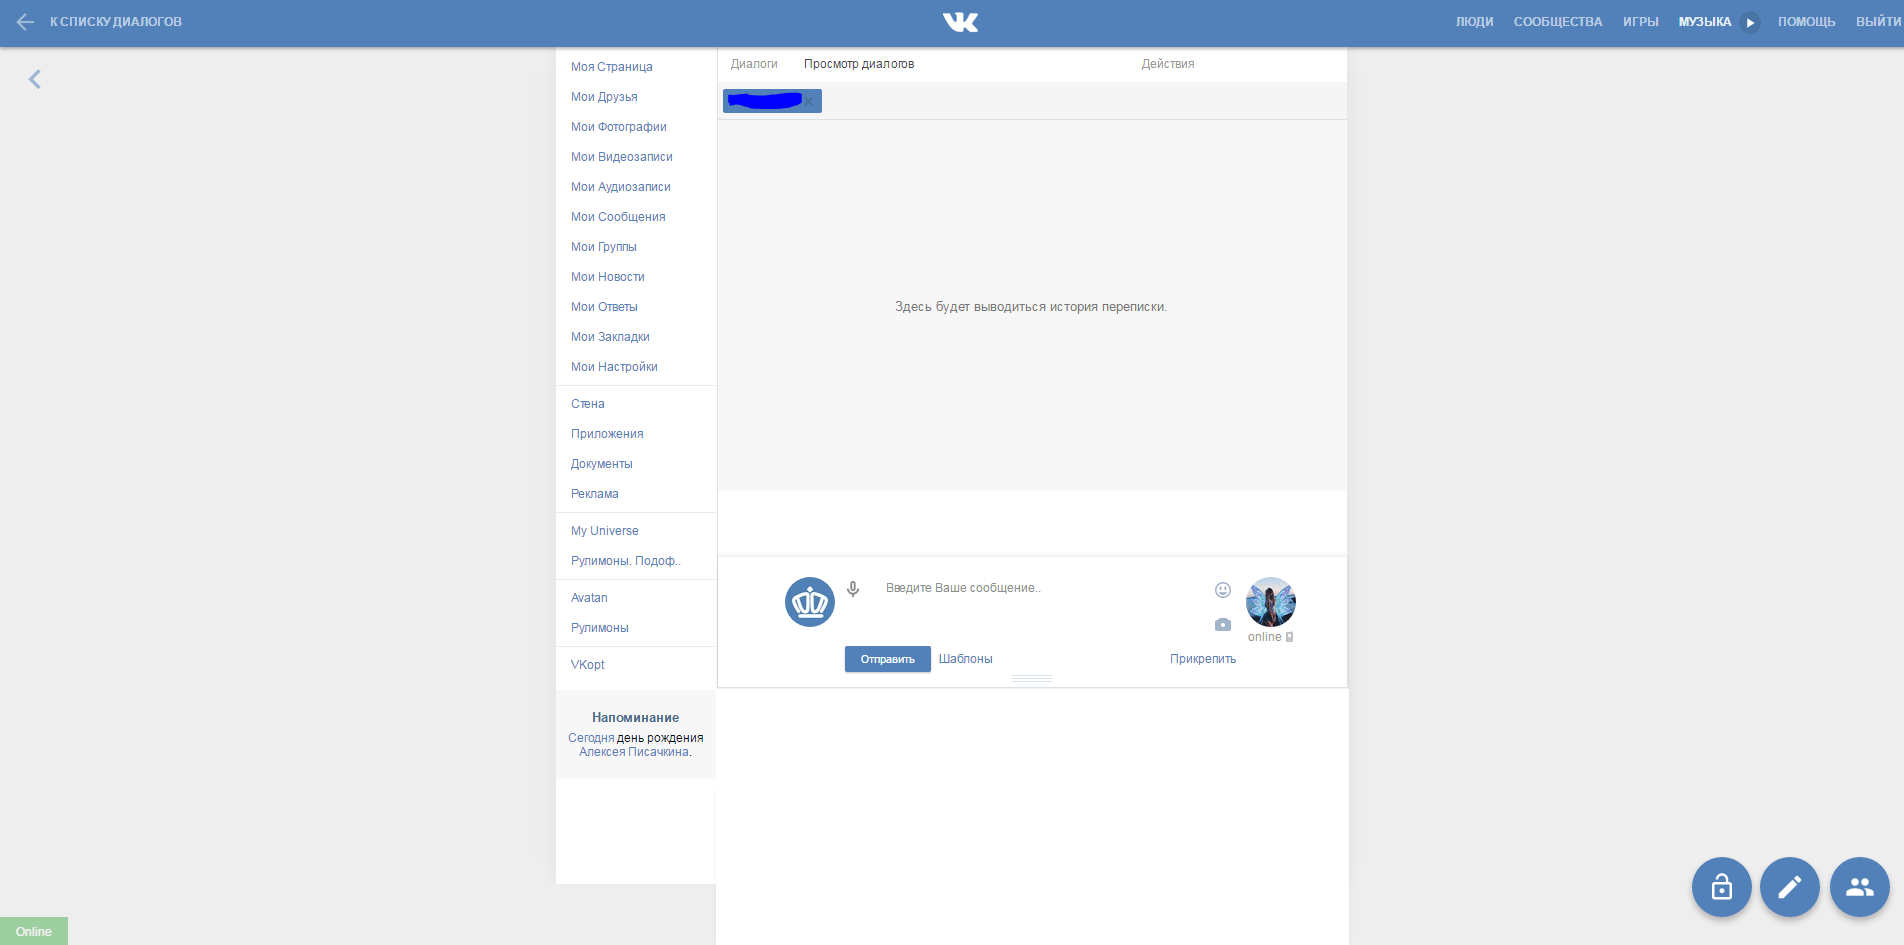 К СПИСКУ ДИАЛОГОВ
ЛЮДИ СООБЩЕСТВА ИГРЫ МУЗЫКА ПОМОЩЬ ВЫЙТИ
Моя Страница
Мои Друзья
Мои Фотографии
Мои Видеозаписи
Мои Аудиозаписи
Мои Сообщения
Мои Группы
Мои Новости
Мои Ответы
Мои Закладки
Мои Настройки
Стена
Приложения
Документы
Реклама
My Universe
Рулимоны. Подоф..
Avatan
Рулимоны
VKopt
Напоминание
Сегодня день рождения
Алексея Писачкина.
Диалоги Просмотр диалогов Действия
Здесь будет выводиться история переписки.
Введите Ваше сообщение..
online
Отправить Шаблоны Прикрепить
Online